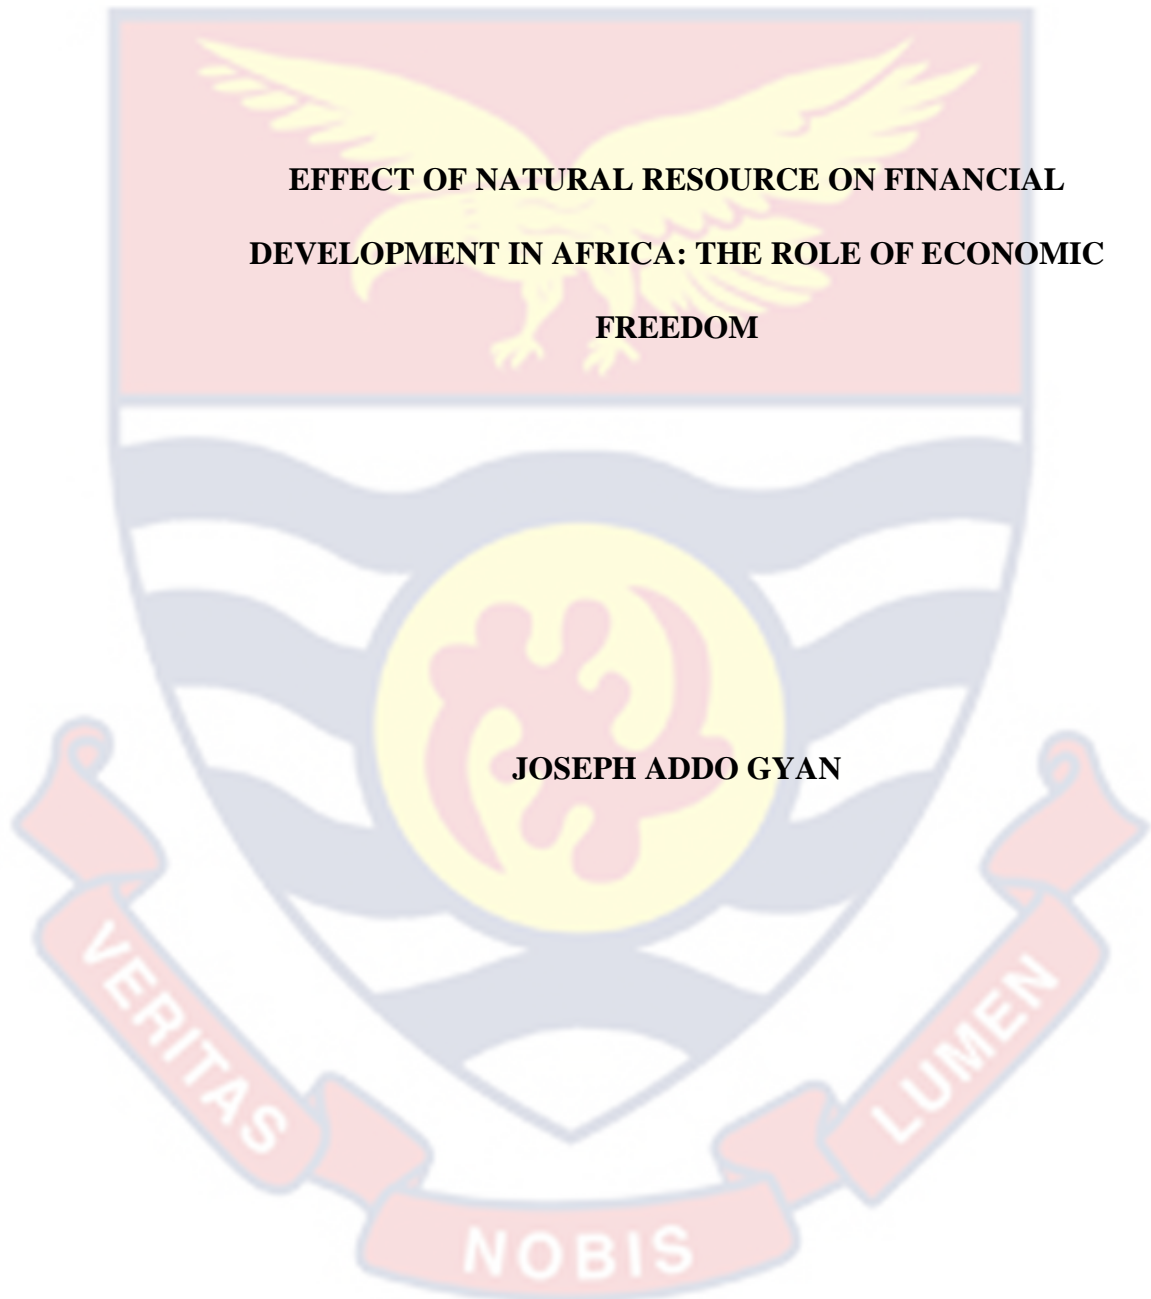 EFFECT OF NATURAL RESOURCE ON FINANCIAL
DEVELOPMENT IN AFRICA: THE ROLE OF ECONOMIC
FREEDOM
JOSEPH ADDO GYAN
VERITAS
NOBIS
LUMEN